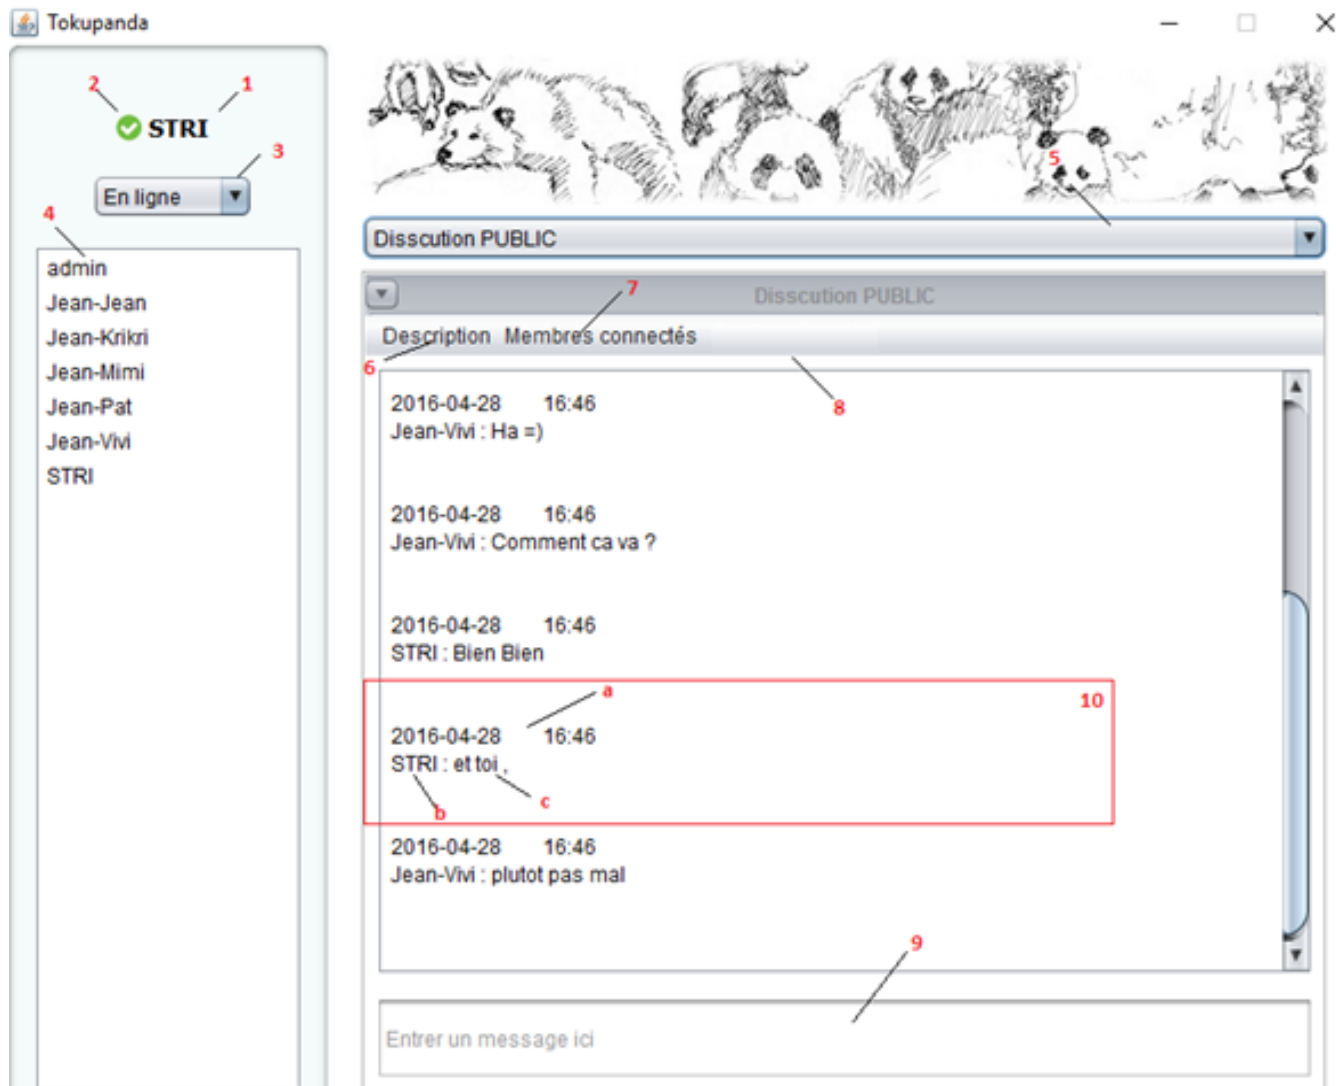 Tokupanda
2 1
STRI
3
En ligne
4
admin
Jean-Jean
Jean-Krikri
Jean-Mimi
Jean-Pat
Jean-Vivi
STRI
5
Disscution PUBLIC
7
Disscution PUBLIC
Description Membres connectés
6
8
2016-04-28 16:46
Jean-Vivi : Ha =)
2016-04-28 16:46
Jean-Vivi : Comment ca va ?
2016-04-28 16:46
STRI : Bien Bien
a
10
2016-04-28 16:46
STRI : et toi ,
b c
2016-04-28 16:46
Jean-Vivi : plutot pas mal
9
Entrer un message ici